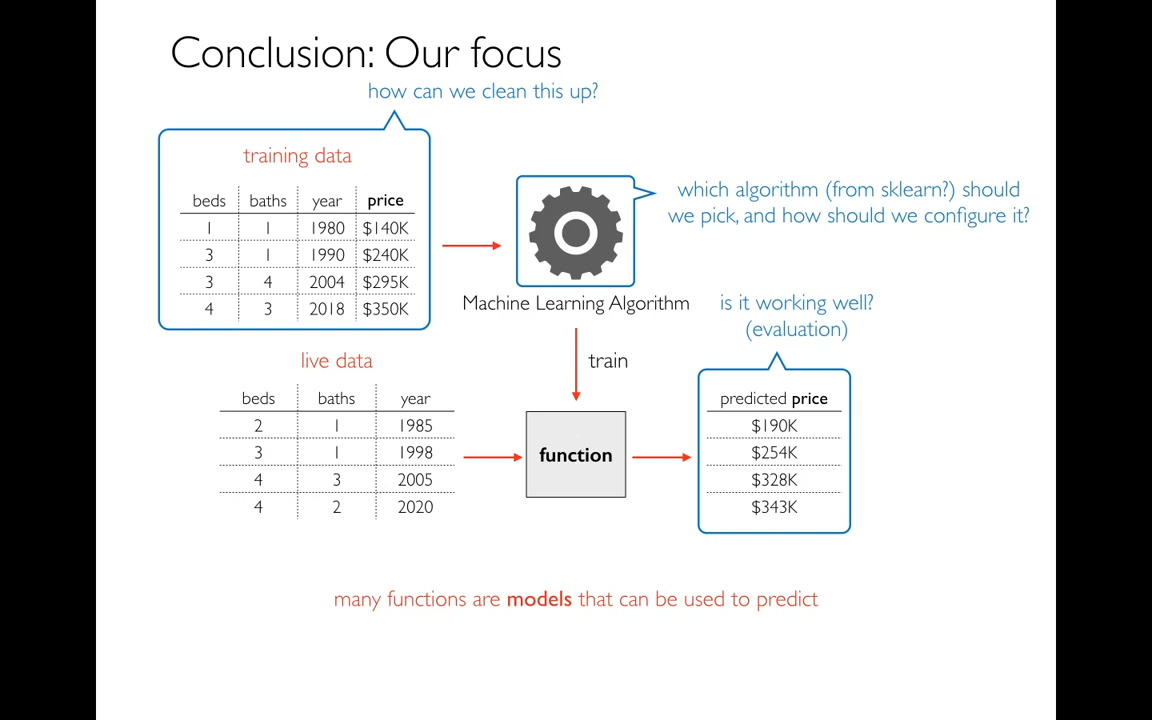 Conclusion: Our focus
how can we clean this up?
training data
beds baths year price
1 1 1980 $140K
3 1 1990 $240K
3 4 2004 $295K
4 3 2018 $350K
which algorithm (from sklearn?) should
we pick, and how should we configure it?
Machine Learning Algorithm
is it working well?
(evaluation)
train
live data
beds baths year
2 1 1985
3 1 1998
4 3 2005
4 2 2020
function
predicted price
$190K
$254K
$328K
$343K
many functions are models that can be used to predict